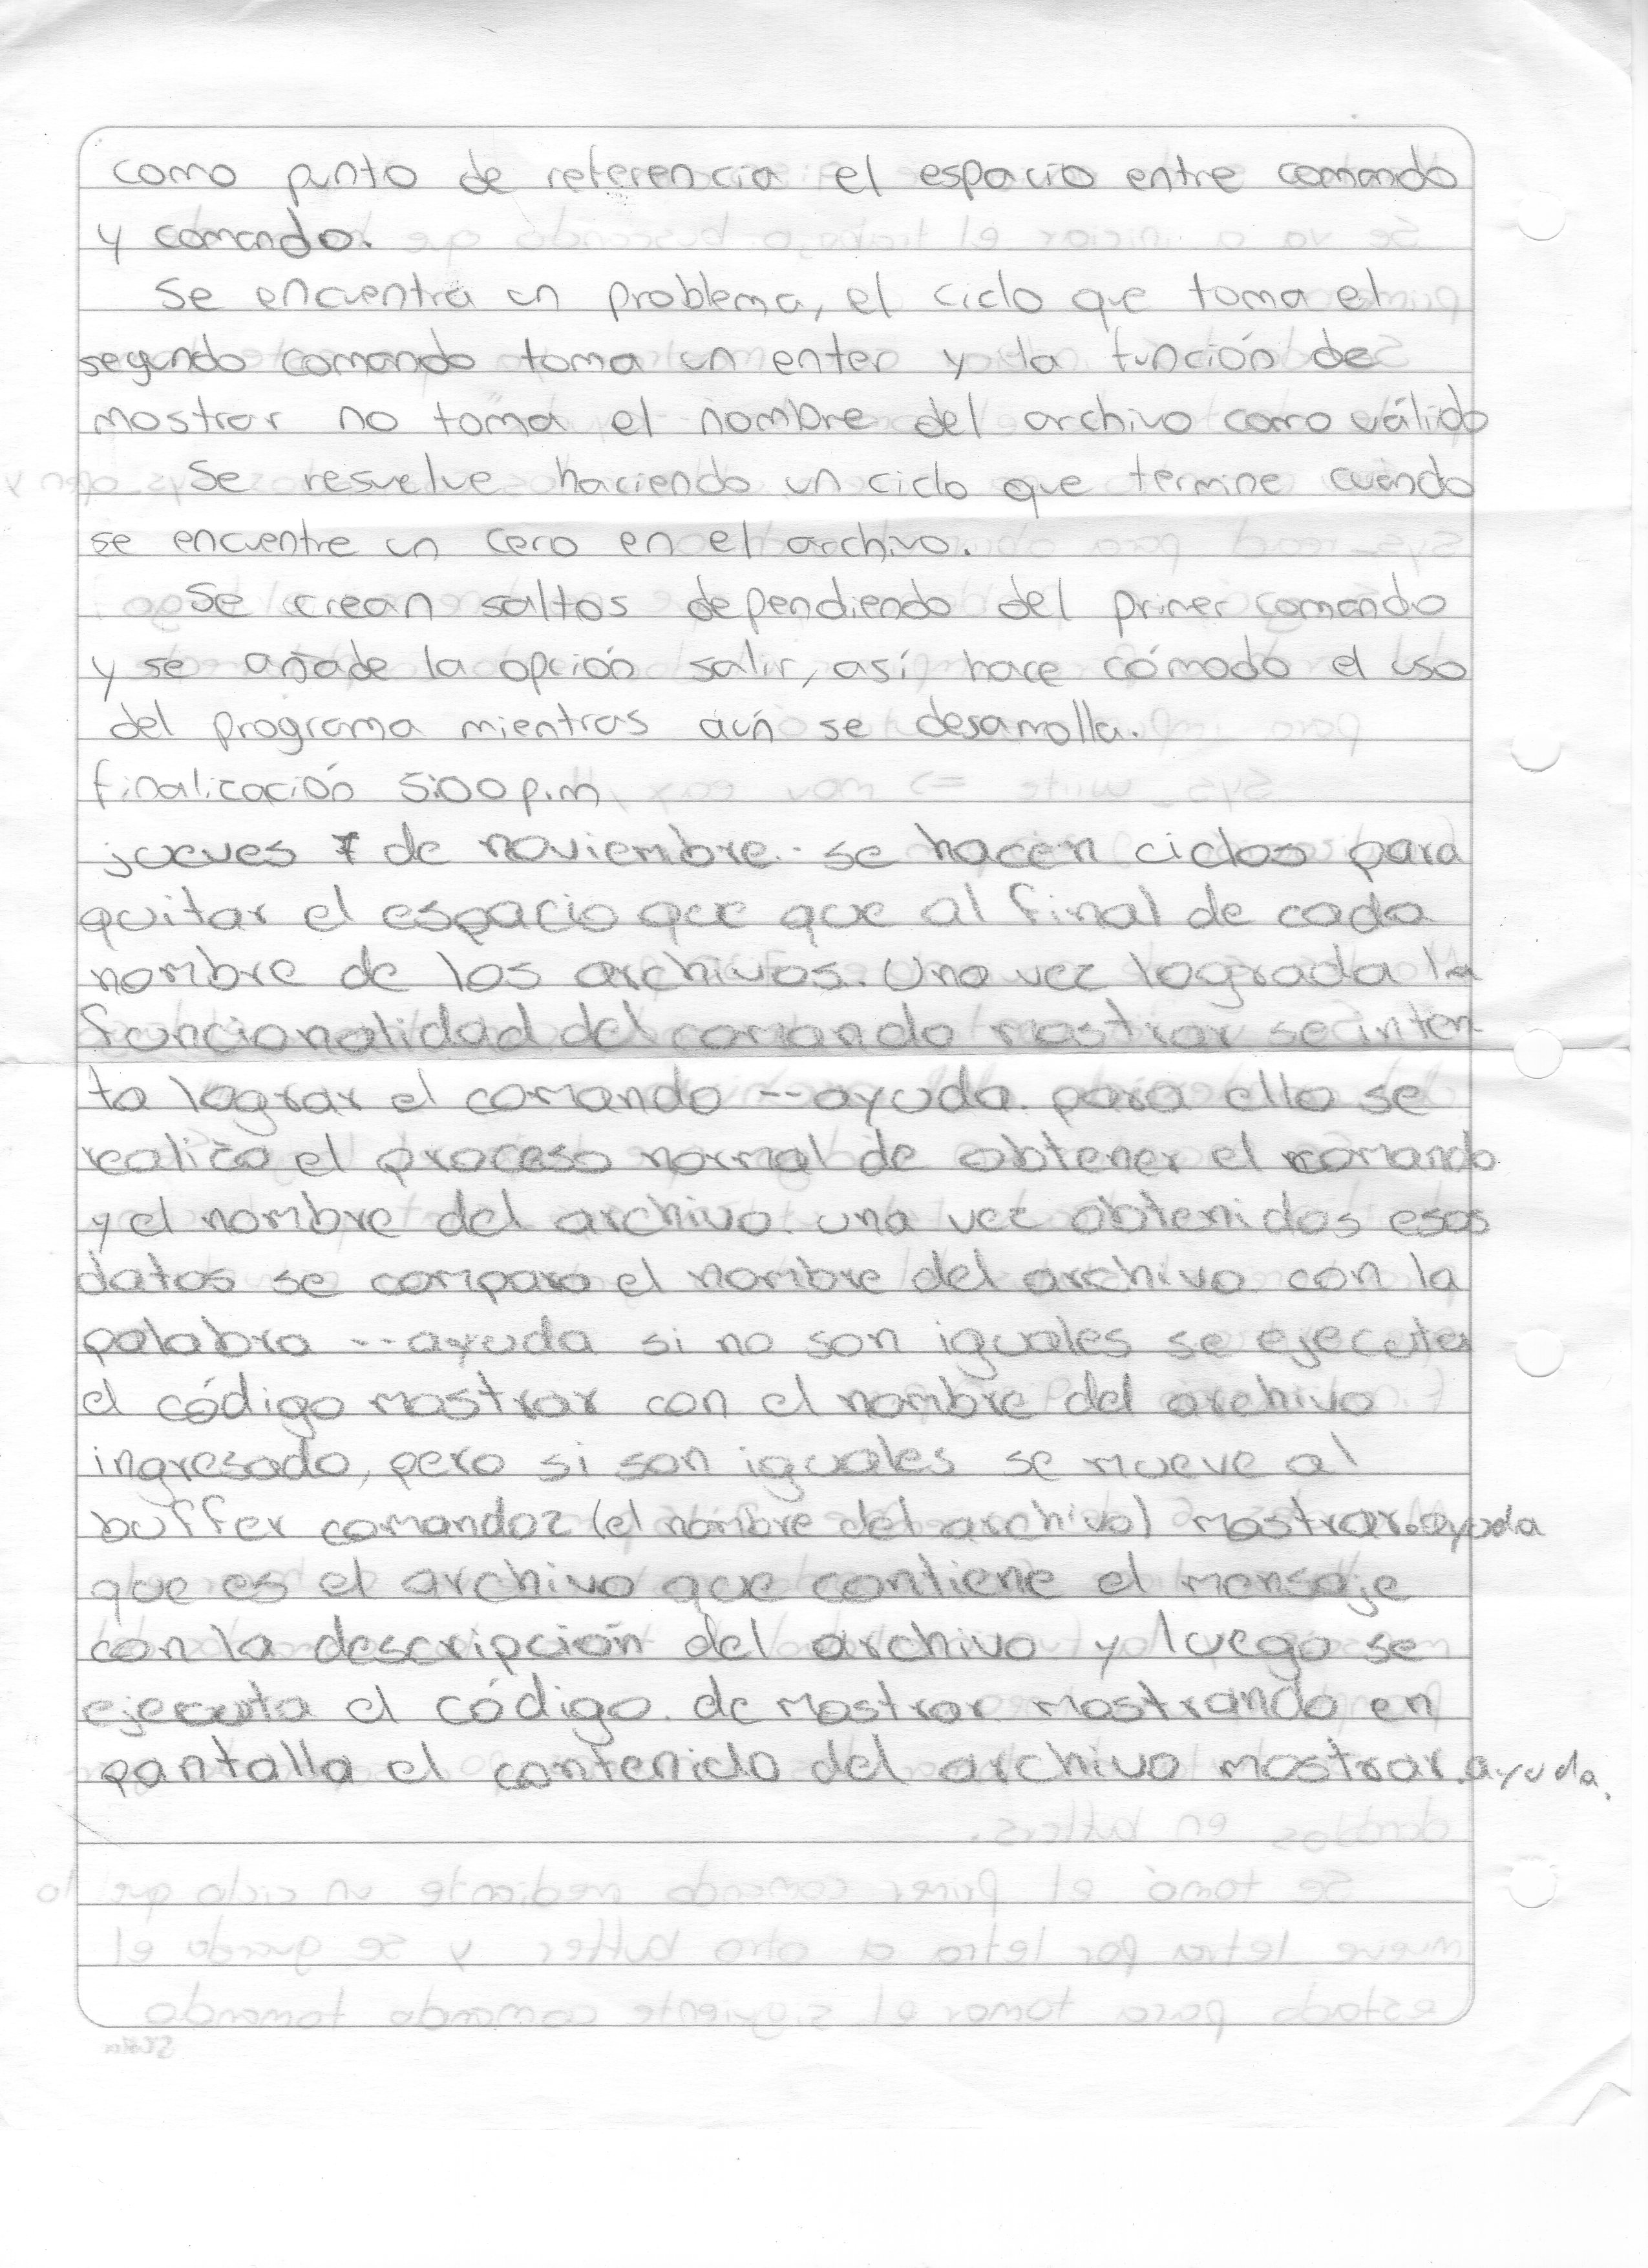 como punto de referencia el espacio entre comando
y comando.
Se encuentra un problema, el ciclo que toma el
segundo comando toma un enter y la función de
mostrar no toma el nombre del archivo como válido
Se resuelve haciendo un ciclo que termine cuándo
se encuentre un cero en el archivo.
Se crean saltos dependiendo del primer comando
y se añade la opción salir, así hace cómodo el uso
del programa mientras aún se desarrolla.
finalización 5:00 p.m
jueves 7 de noviembre. se hacen ciclos para
quitar el espacio que que al final de cada
nombre de los archivos. Una vez lograda la
funcionalidad del comando mostrar se inten-
ta lograr el comando --ayuda. para ello se
realiza el proceso normal de obtener el comando
y el nombre del archivo. una vez obtenidos esos
datos se compara el nombre del archivo con la
palabra --ayuda si no son iguales se ejecuta
el código mostrar con el nombre del archivo
ingresado, pero si son iguales se mueve al
buffer comando2 (el nombre del archivo) mostrar.ayuda
que es el archivo que contiene el mensaje
con la descripción del archivo y luego se
ejecuta el código de mostrar mostrando en
pantalla el contenido del archivo mostrar.ayuda.